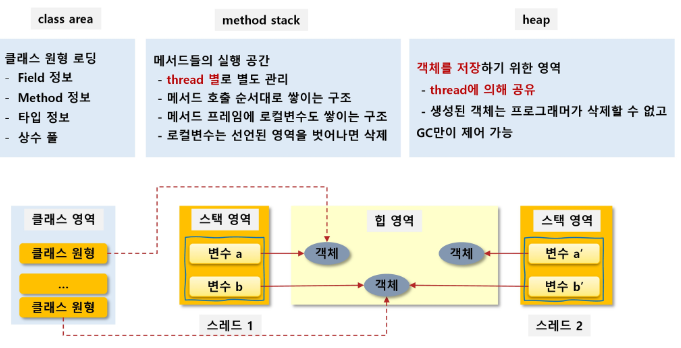 class area
method stack
heap
클래스 원형 로딩
- Field 정보
- Method 정보
- 타입 정보
- 상수 풀
메서드들의 실행 공간
- thread 별로 별도 관리
- 메서드 호출 순서대로 쌓이는 구조
- 메서드 프레임에 로컬변수도 쌓이는 구조
- 로컬변수는 선언된 영역을 벗어나면 삭제
객체를 저장하기 위한 영역
- thread에 의해 공유
- 생성된 객체는 프로그래머가 삭제할 수 없고
GC만이 제어 가능
클래스 영역
클래스 원형
...
클래스 원형
스택 영역
변수 a
변수 b
스레드 1
힙 영역
객체
객체
객체
스택 영역
변수 a’
변수 b’
스레드 2